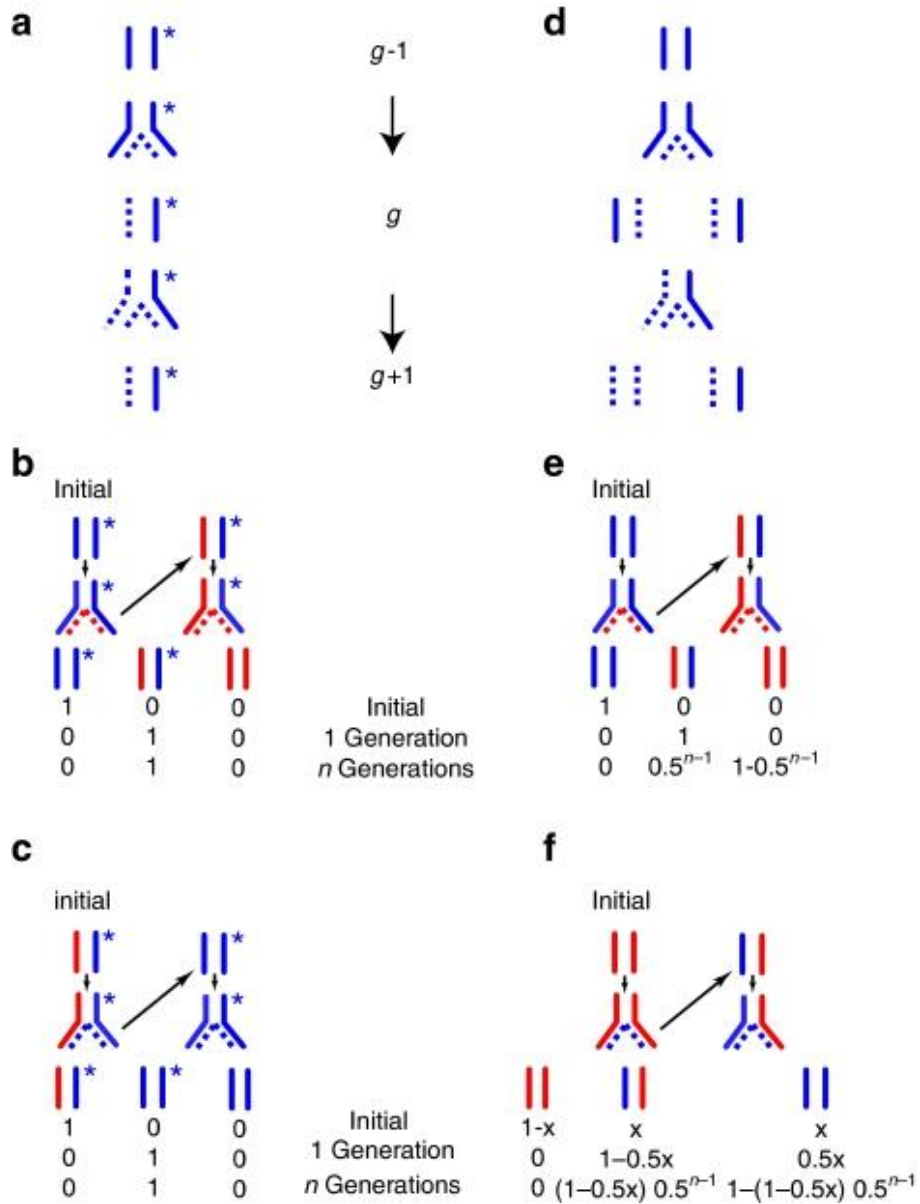 a
*
g-1
d
*
g
*
*
g+1
*
b
Initial
*
*
*
*
*
*
1 0 0 Initial
0 1 0 1 Generation
0 1 0 n Generations
e
Initial
1 0 0
0 1 0
0 0.5^{n–1} 1-0.5^{n–1}
c
initial
*
*
*
*
*
*
1 0 0 Initial
0 1 0 1 Generation
0 1 0 n Generations
f
Initial
1-x x x
0 1–0.5x 0.5x
0 (1–0.5x) 0.5^{n–1} 1–(1–0.5x) 0.5^{n–1}